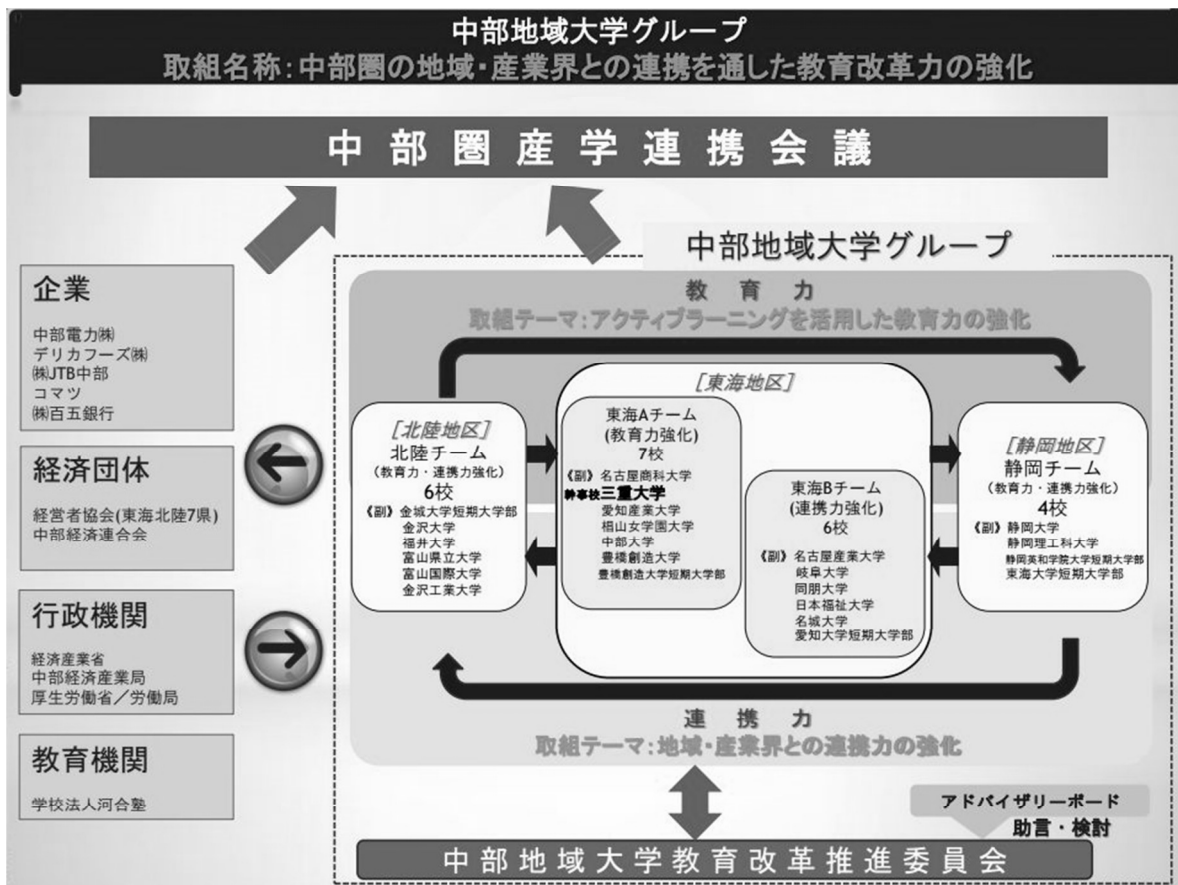 中部地域大学グループ
取組名称：中部圏の地域・産業界との連携を通した教育改革力の強化
中部圏産学連携会議
中部地域大学グループ
企業
中部電力㈱
デリカフーズ㈱
㈱JTB中部
コマツ
㈱百五銀行
経済団体
経営者協会(東海北陸7県)
中部経済連合会
行政機関
経済産業省
中部経済産業局
厚生労働省／労働局
教育機関
学校法人河合塾
教育力
取組テーマ：アクティブラーニングを活用した教育力の強化
[北陸地区]
北陸チーム
(教育力・連携力強化)
6校
《副》金城大学短期大学部
金沢大学
福井大学
富山県立大学
富山国際大学
金沢工業大学
[東海地区]
東海Aチーム
(教育力強化)
7校
《副》名古屋商科大学
幹事校三重大学
愛知産業大学
椙山女学園大学
中部大学
豊橋創造大学
豊橋創造大学短期大学部
東海Bチーム
(連携力強化)
6校
《副》名古屋産業大学
岐阜大学
同朋大学
日本福祉大学
名城大学
愛知大学短期大学部
[静岡地区]
静岡チーム
(教育力・連携力強化)
4校
《副》静岡大学
静岡理工科大学
静岡英和学院大学短期大学部
東海大学短期大学部
連携力
取組テーマ：地域・産業界との連携力の強化
アドバイザリーボード
助言・検討
中部地域大学教育改革推進委員会